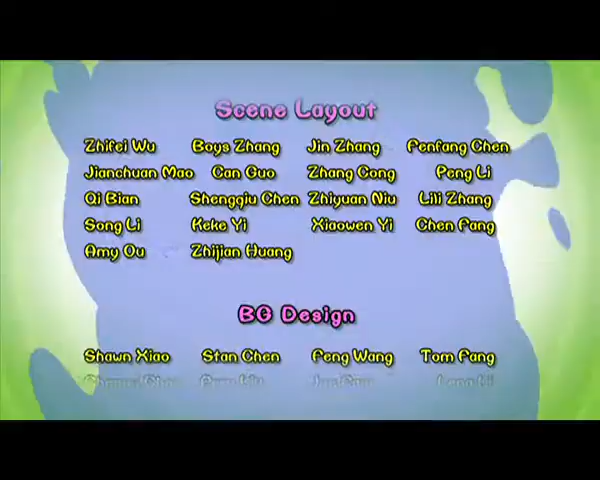 Scene Layout
Zhifei Wu Boys Zhang Jin Zhang Fenfang Chen
Jianchuan Mao Can Guo Zhang Cong Peng Li
Qi Bian Shengqiu Chen Zhiyuan Niu Lili Zhang
Song Li Keke Yi Xiaowen Yi Chen Fang
Amy Ou Zhijian Huang
BG Design
Shawn Xiao Stan Chen Feng Wang Tom Fang